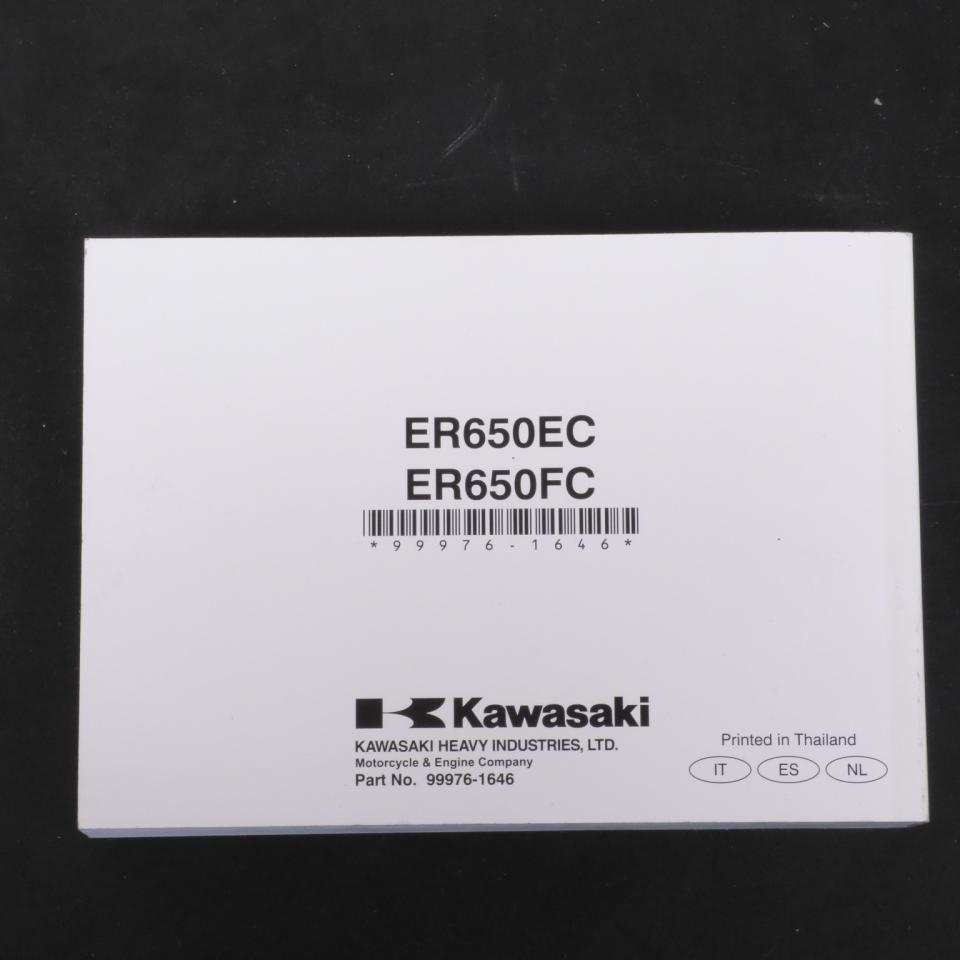 ER650EC
ER650FC
*99976-1646*
Kawasaki
KAWASAKI HEAVY INDUSTRIES, LTD.
Motorcycle & Engine Company
Part No. 99976-1646
Printed in Thailand
IT ES NL